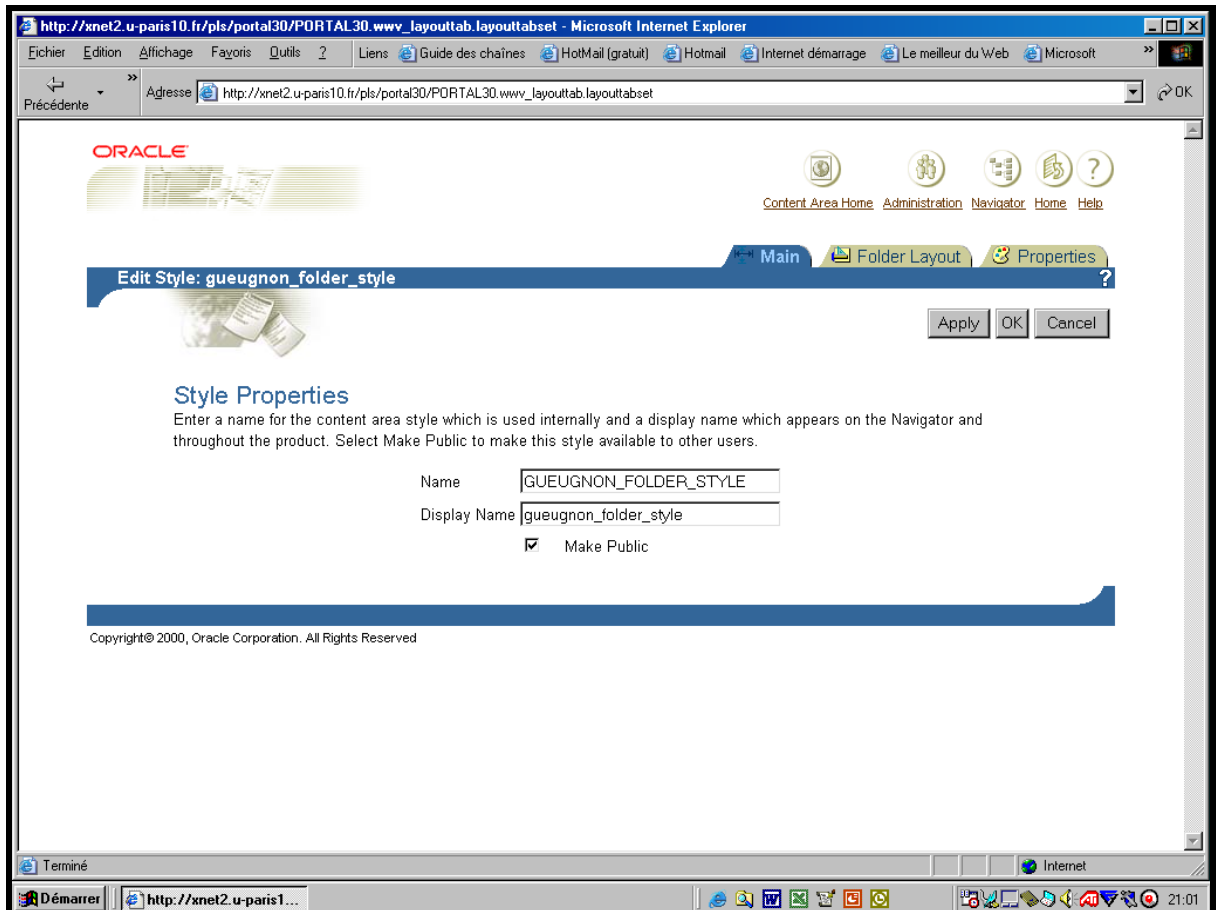 http://xnet2.u-paris10.fr/pls/portal30/PORTAL30.wwv_layouttab.layouttabset - Microsoft Internet Explorer
Fichier Edition Affichage Favoris Outils ? Liens Guide des chaînes HotMail (gratuit) Hotmail Internet démarrage Le meilleur du Web Microsoft »
Précédente » Adresse http://xnet2.u-paris10.fr/pls/portal30/PORTAL30.wwv_layouttab.layouttabset OK
ORACLE
Content Area Home Administration Navigator Home Help
Main Folder Layout Properties
Edit Style: gueugnon_folder_style ?
Apply OK Cancel
Style Properties
Enter a name for the content area style which is used internally and a display name which appears on the Navigator and
throughout the product. Select Make Public to make this style available to other users.
Name GUEUGNON_FOLDER_STYLE
Display Name gueugnon_folder_style
Make Public
Copyright© 2000, Oracle Corporation. All Rights Reserved
Terminé Internet
Démarrer http://xnet2.u-paris1... 21:01